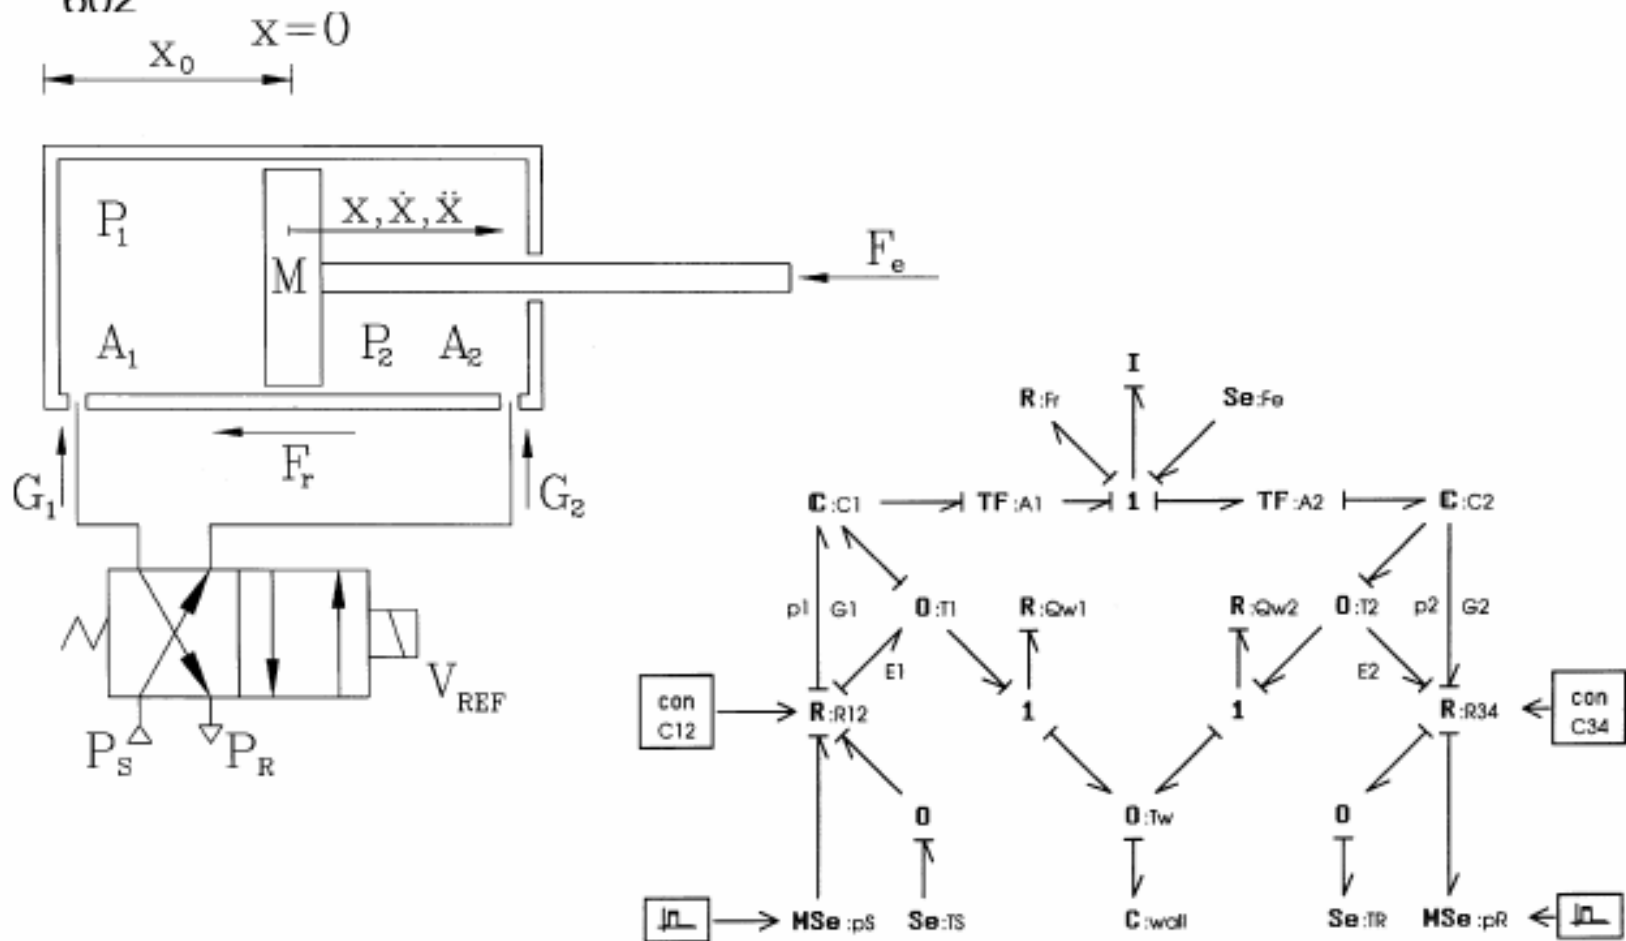 602
x=0
X₀
P₁
x, ẋ, ẍ
M
Fₑ
A₁
P₂
A₂
Fᵣ
G₁
G₂
V_REF
P_S
P_R
I
R:Fr
Se:Fe
C:C1
TF:A1
1
TF:A2
C:C2
p1
G1
0:T1
R:Qw1
R:Qw2
0:T2
p2
G2
E1
E2
con
C12
R:R12
1
1
R:R34
con
C34
0
0:Tw
0
MSe:pS
Se:TS
C:wall
Se:TR
MSe:pR